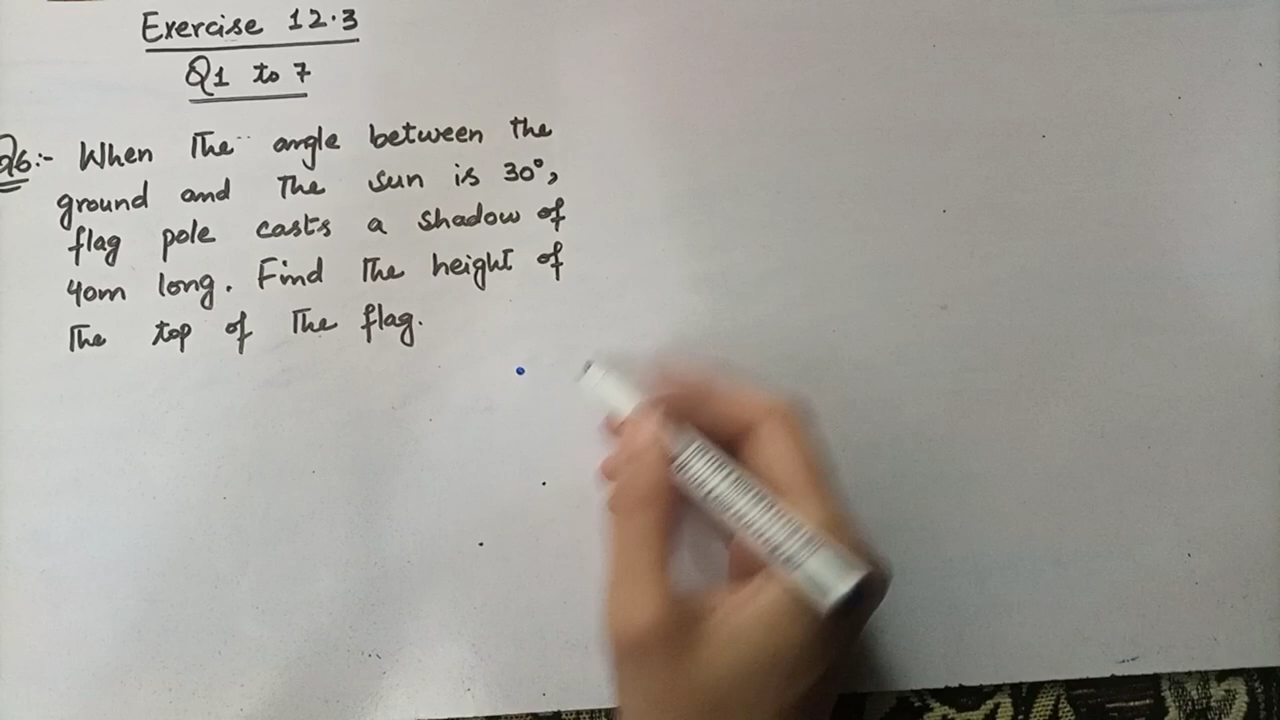 Exercise 12.3
Q1 to 7
Q6:- When The angle between the
ground and The sun is 30°,
flag pole casts a shadow of
40m long. Find The height of
The top of The flag.